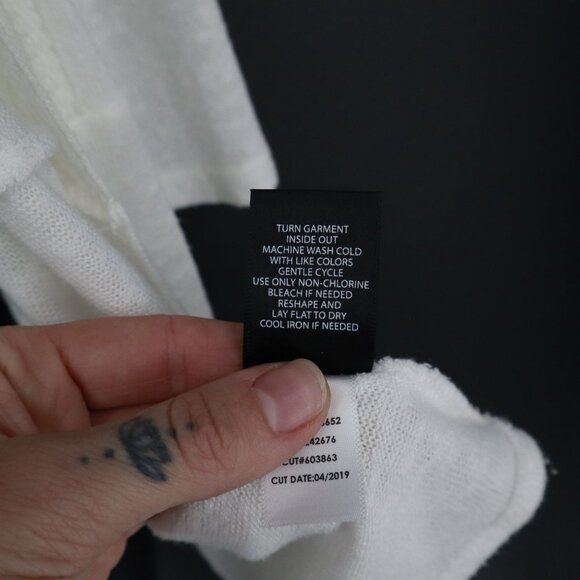 TURN GARMENT
INSIDE OUT
MACHINE WASH COLD
WITH LIKE COLORS
GENTLE CYCLE
USE ONLY NON-CHLORINE
BLEACH IF NEEDED
RESHAPE AND
LAY FLAT TO DRY
COOL IRON IF NEEDED
CUT#603863
CUT DATE:04/2019